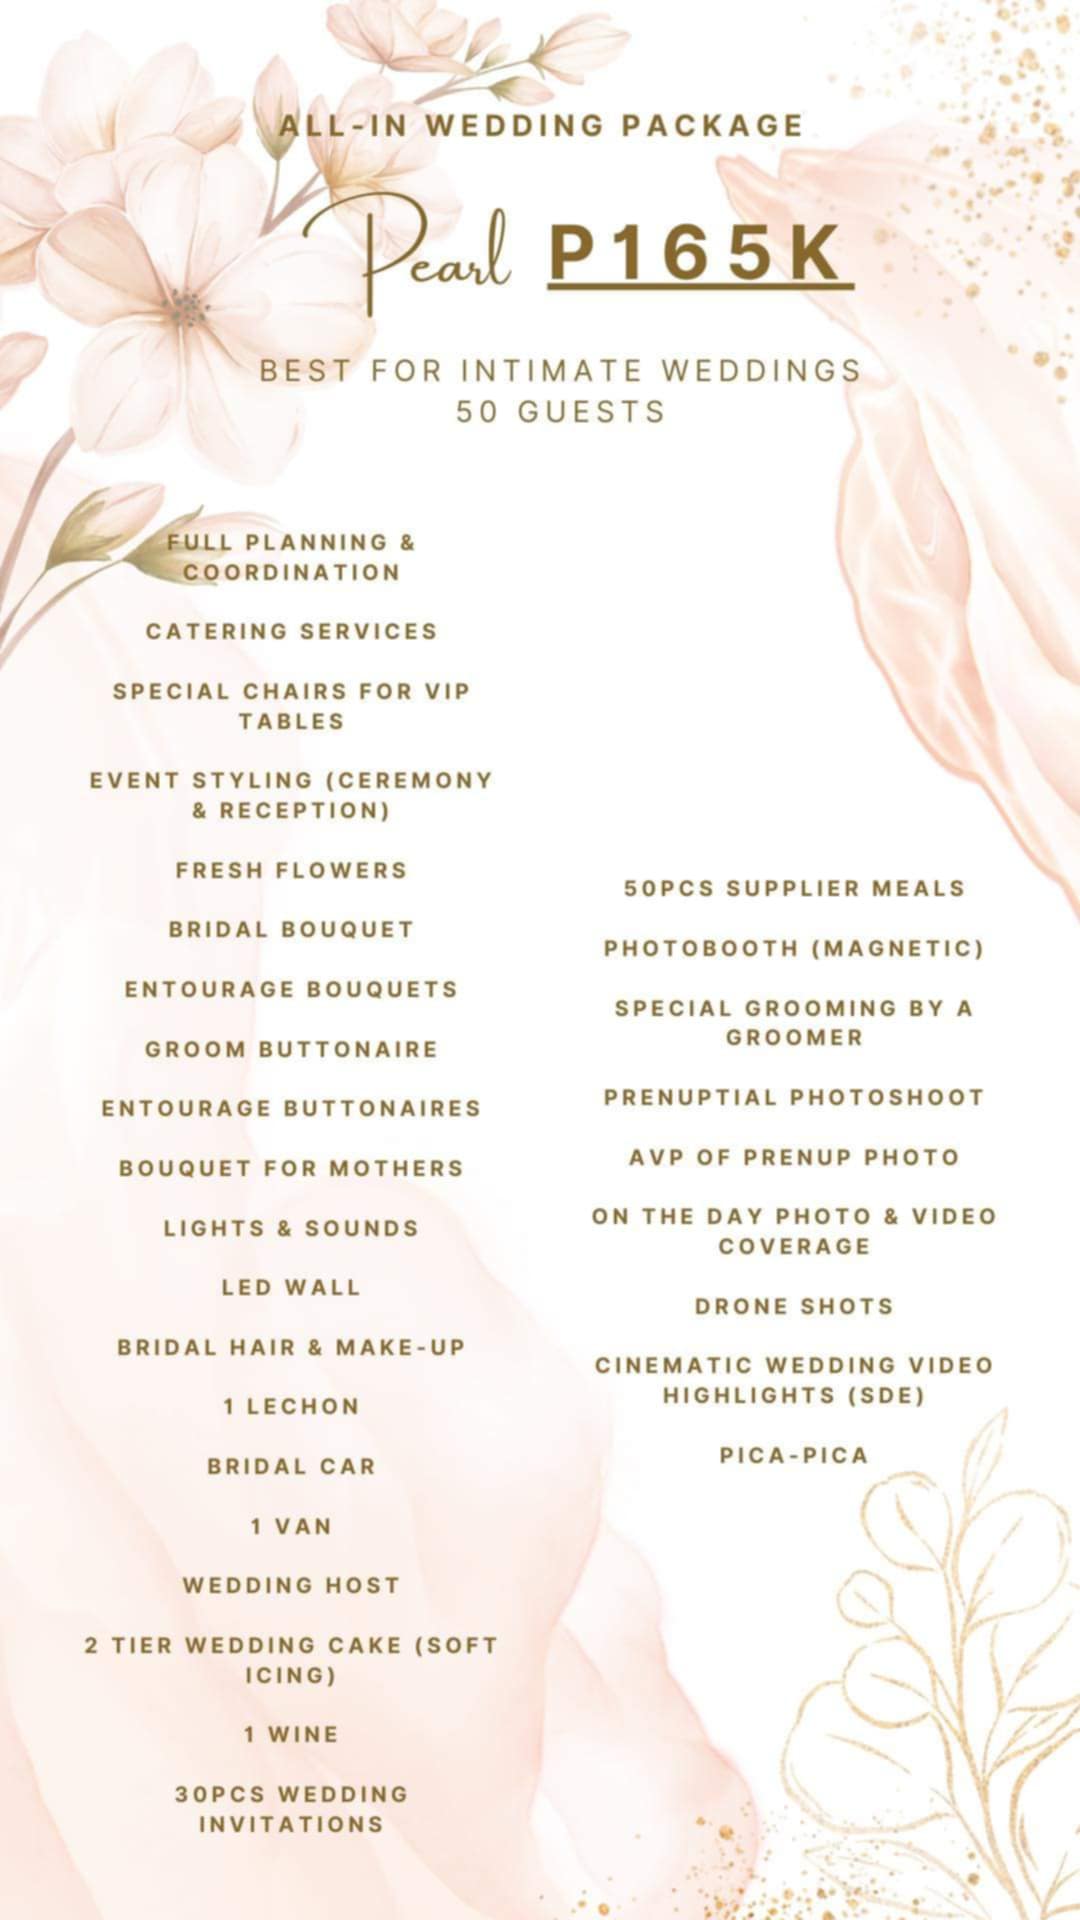 ALL-IN WEDDING PACKAGE
Pearl P165K
BEST FOR INTIMATE WEDDINGS
50 GUESTS
FULL PLANNING &
COORDINATION
CATERING SERVICES
SPECIAL CHAIRS FOR VIP
TABLES
EVENT STYLING (CEREMONY
& RECEPTION)
FRESH FLOWERS
BRIDAL BOUQUET
ENTOURAGE BOUQUETS
GROOM BUTTONAIRE
ENTOURAGE BUTTONAIRES
BOUQUET FOR MOTHERS
LIGHTS & SOUNDS
LED WALL
BRIDAL HAIR & MAKE-UP
1 LECHON
BRIDAL CAR
1 VAN
WEDDING HOST
2 TIER WEDDING CAKE (SOFT
ICING)
1 WINE
30PCS WEDDING
INVITATIONS
50PCS SUPPLIER MEALS
PHOTOBOOTH (MAGNETIC)
SPECIAL GROOMING BY A
GROOMER
PRENUPTIAL PHOTOSHOOT
AVP OF PRENUP PHOTO
ON THE DAY PHOTO & VIDEO
COVERAGE
DRONE SHOTS
CINEMATIC WEDDING VIDEO
HIGHLIGHTS (SDE)
PICA-PICA